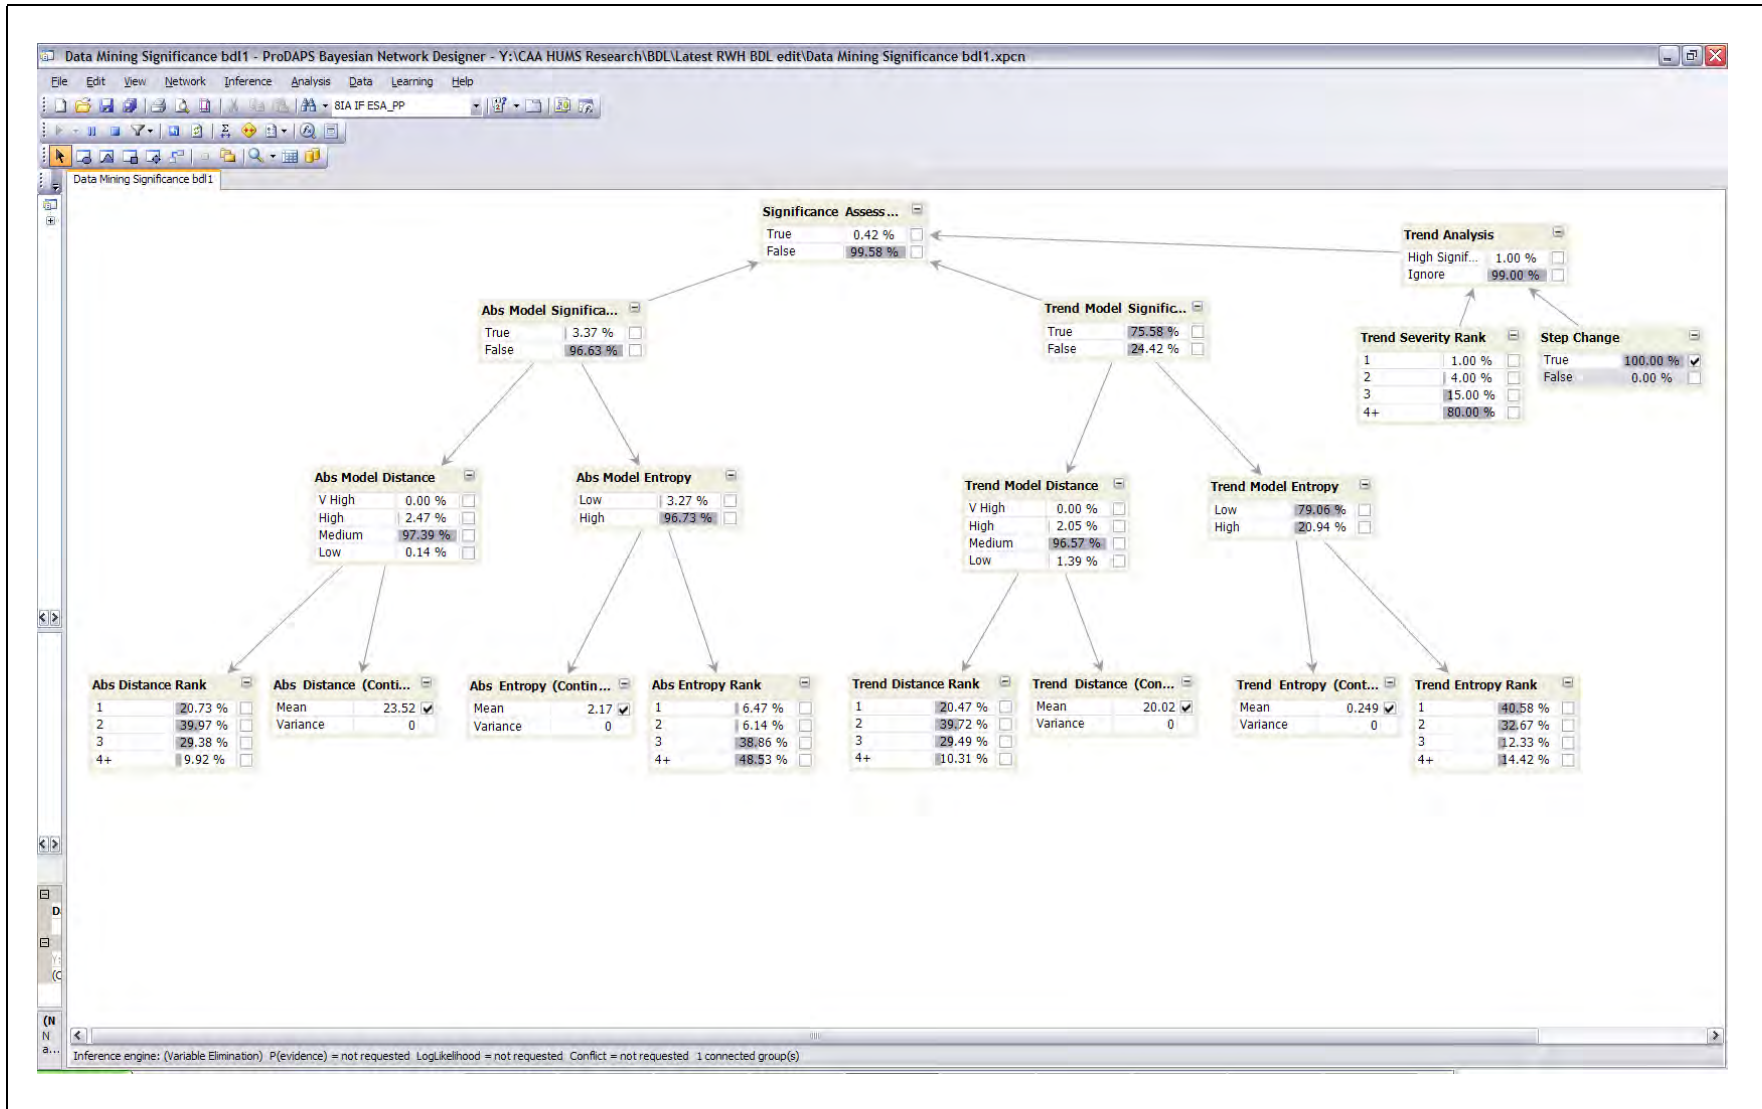 Data Mining Significance bdl1 - ProDAPS Bayesian Network Designer - Y:\CAA HUMS Research\BDL\Latest RWH BDL edit\Data Mining Significance bdl1.xpcn
File Edit View Network Inference Analysis Data Learning Help
8IA IF ESA_PP
Data Mining Significance bdl1
Significance Assess...
True 0.42 %
False 99.58 %
Trend Analysis
High Signif... 1.00 %
Ignore 99.00 %
Abs Model Significa...
True 3.37 %
False 96.63 %
Trend Model Signific...
True 75.58 %
False 24.42 %
Trend Severity Rank
1 1.00 %
2 4.00 %
3 15.00 %
4+ 80.00 %
Step Change
True 100.00 %
False 0.00 %
Abs Model Distance
V High 0.00 %
High 2.47 %
Medium 97.39 %
Low 0.14 %
Abs Model Entropy
Low 3.27 %
High 96.73 %
Trend Model Distance
V High 0.00 %
High 2.05 %
Medium 96.57 %
Low 1.39 %
Trend Model Entropy
Low 79.06 %
High 20.94 %
Abs Distance Rank
1 20.73 %
2 39.97 %
3 29.38 %
4+ 9.92 %
Abs Distance (Conti...
Mean 23.52
Variance 0
Abs Entropy (Contin...
Mean 2.17
Variance 0
Abs Entropy Rank
1 6.47 %
2 6.14 %
3 38.86 %
4+ 48.53 %
Trend Distance Rank
1 20.47 %
2 39.72 %
3 29.49 %
4+ 10.31 %
Trend Distance (Con...
Mean 20.02
Variance 0
Trend Entropy (Cont...
Mean 0.249
Variance 0
Trend Entropy Rank
1 40.58 %
2 32.67 %
3 12.33 %
4+ 14.42 %
D
Y:
(C
(N
N
a...
Inference engine: (Variable Elimination) P(evidence) = not requested LogLikelihood = not requested Conflict = not requested 1 connected group(s)